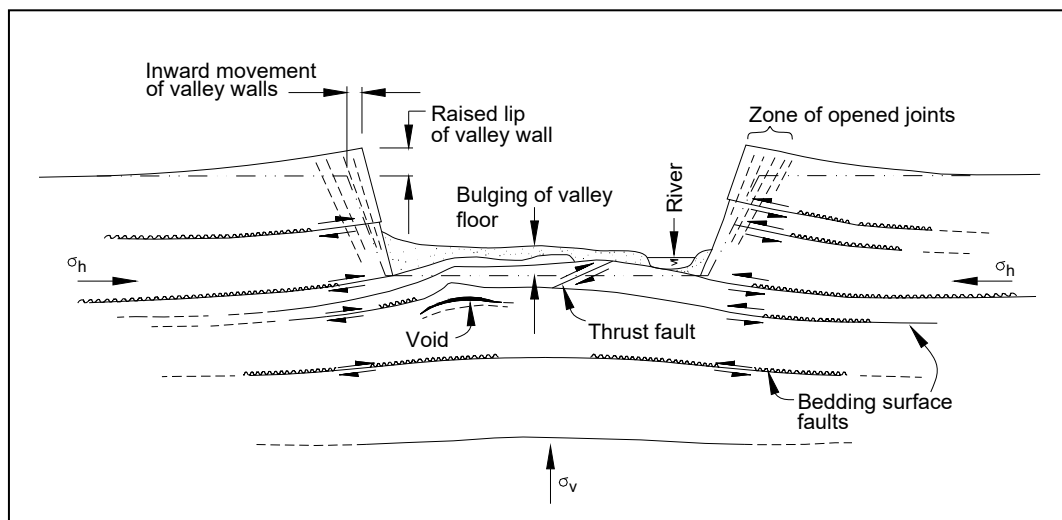 Inward movement
of valley walls
Raised lip
of valley wall
Zone of opened joints
Bulging of valley
floor
River
σh
σh
Void
Thrust fault
Bedding surface
faults
σv